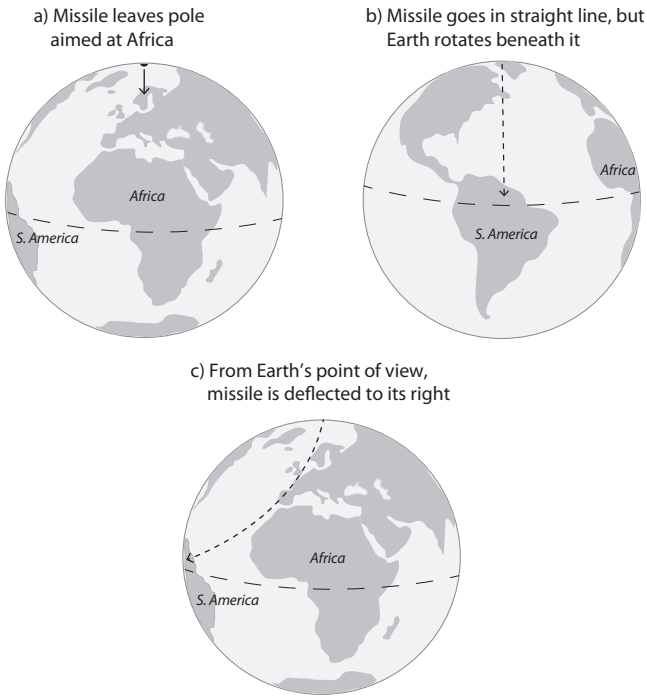 a) Missile leaves pole
aimed at Africa
b) Missile goes in straight line, but
Earth rotates beneath it
Africa
S. America
Africa
S. America
c) From Earth’s point of view,
missile is deflected to its right
Africa
S. America